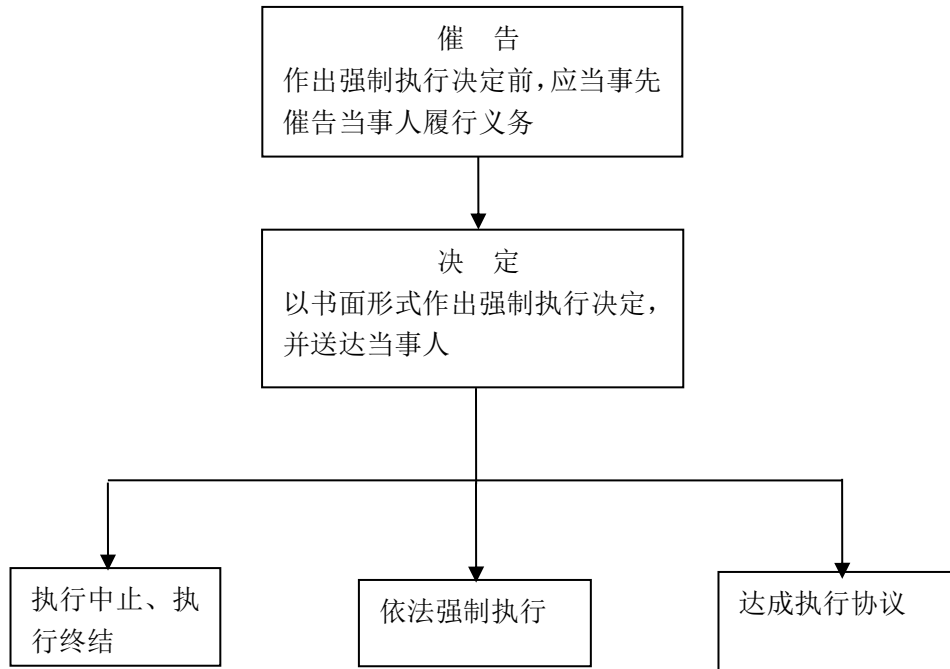 催 告
作出强制执行决定前,应当事先
催告当事人履行义务
决 定
以书面形式作出强制执行决定,
并送达当事人
执行中止、执
行终结
依法强制执行
达成执行协议